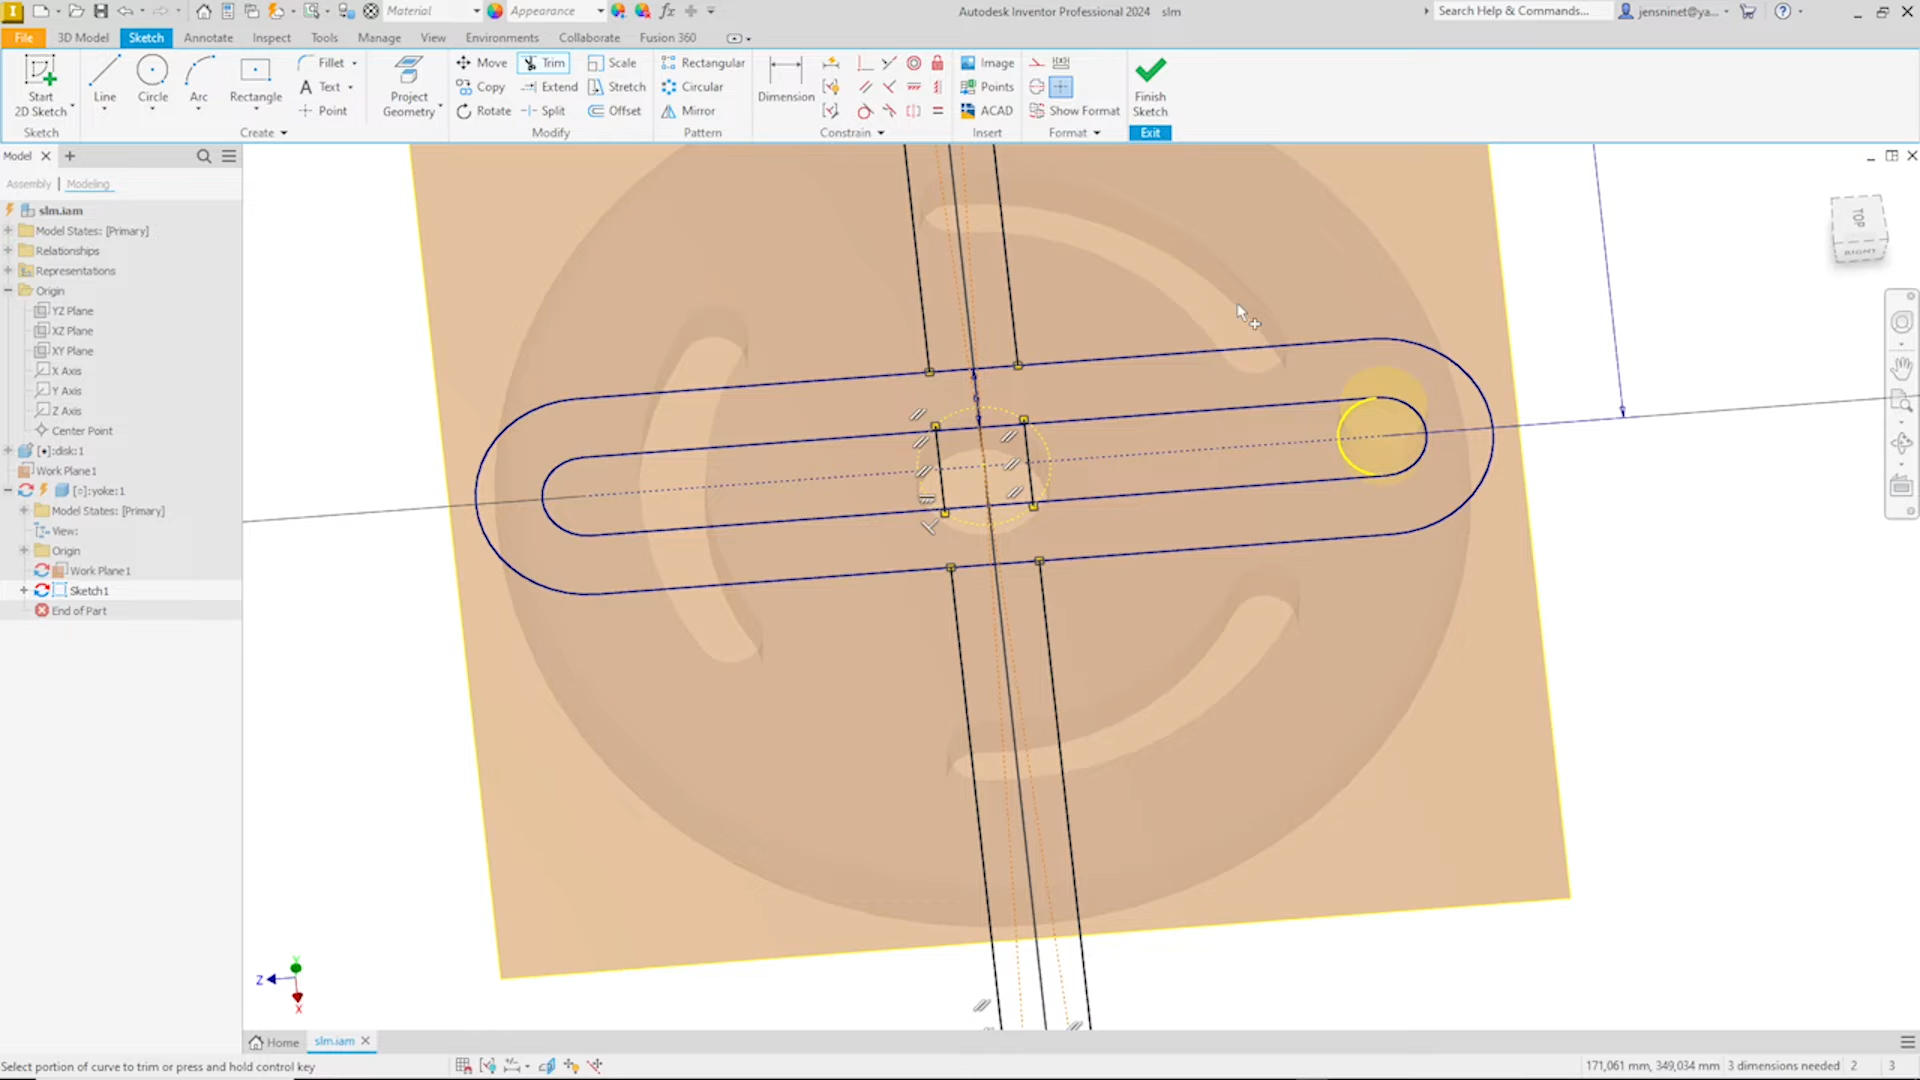 Material
Appearance
Autodesk Inventor Professional 2024 slm
Search Help & Commands...
jensninet@ya...
File
3D Model
Sketch
Annotate
Inspect
Tools
Manage
View
Environments
Collaborate
Fusion 360
Start
2D Sketch
Line
Circle
Arc
Rectangle
Fillet
Text
Point
Project
Geometry
Move
Trim
Scale
Copy
Extend
Stretch
Rotate
Split
Offset
Rectangular
Circular
Mirror
Dimension
Image
Points
ACAD
Show Format
Finish
Sketch
Sketch
Create
Modify
Pattern
Constrain
Insert
Format
Exit
Model
Assembly | Modeling
slm.iam
Model States: [Primary]
Relationships
Representations
Origin
YZ Plane
XZ Plane
XY Plane
X Axis
Y Axis
Z Axis
Center Point
[•]:disk:1
Work Plane1
[○]:yoke:1
Model States: [Primary]
View:
Origin
Work Plane1
Sketch1
End of Part
TOP
RIGHT
Y
Z
X
Home
slm.iam
Select portion of curve to trim or press and hold control key
171,061 mm, 349,034 mm
3 dimensions needed
2
3